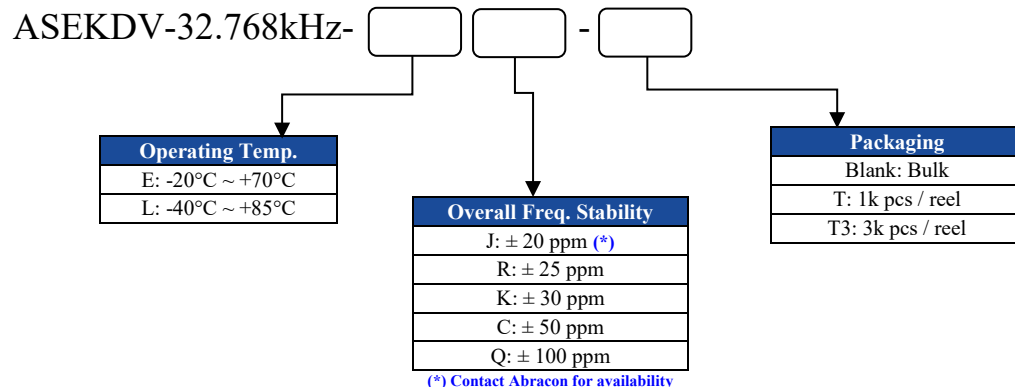 ASEKDV-32.768kHz- -
Operating Temp.
E: -20°C ~ +70°C
L: -40°C ~ +85°C
Overall Freq. Stability
J: ± 20 ppm (*)
R: ± 25 ppm
K: ± 30 ppm
C: ± 50 ppm
Q: ± 100 ppm
(*) Contact Abracon for availability
Packaging
Blank: Bulk
T: 1k pcs / reel
T3: 3k pcs / reel